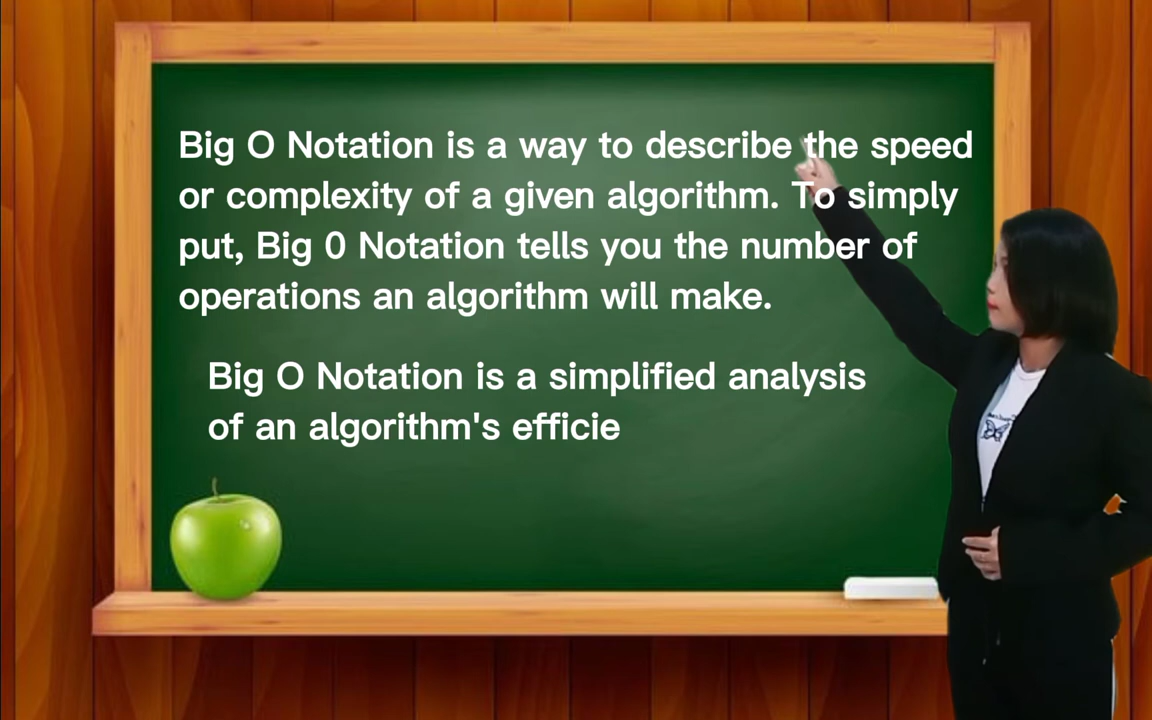 Big O Notation is a way to describe the speed
or complexity of a given algorithm. To simply
put, Big 0 Notation tells you the number of
operations an algorithm will make.
Big O Notation is a simplified analysis
of an algorithm's efficie